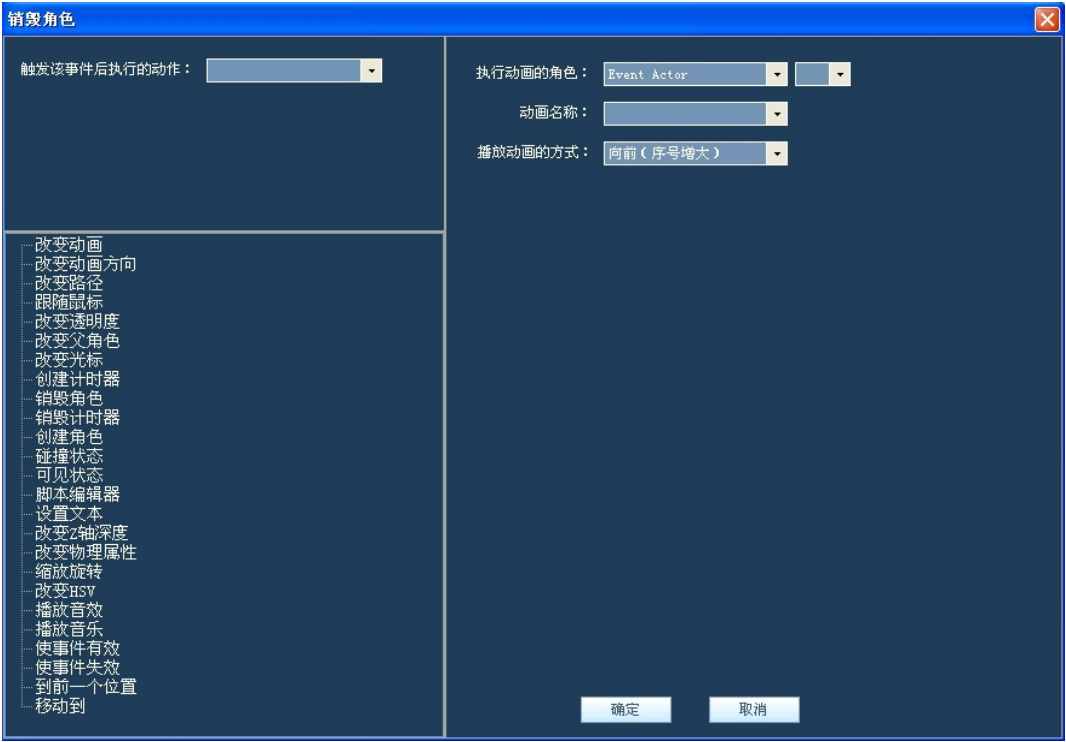 销毁角色
触发该事件后执行的动作：
执行动画的角色： Event Actor
动画名称：
播放动画的方式： 向前（序号增大）
改变动画
改变动画方向
改变路径
跟随鼠标
改变透明度
改变父角色
改变光标
创建计时器
销毁角色
销毁计时器
创建角色
碰撞状态
可见状态
脚本编辑器
设置文本
改变Z轴深度
改变物理属性
缩放旋转
改变HSV
播放音效
播放音乐
使事件有效
使事件失效
到前一个位置
移动到
确定 取消